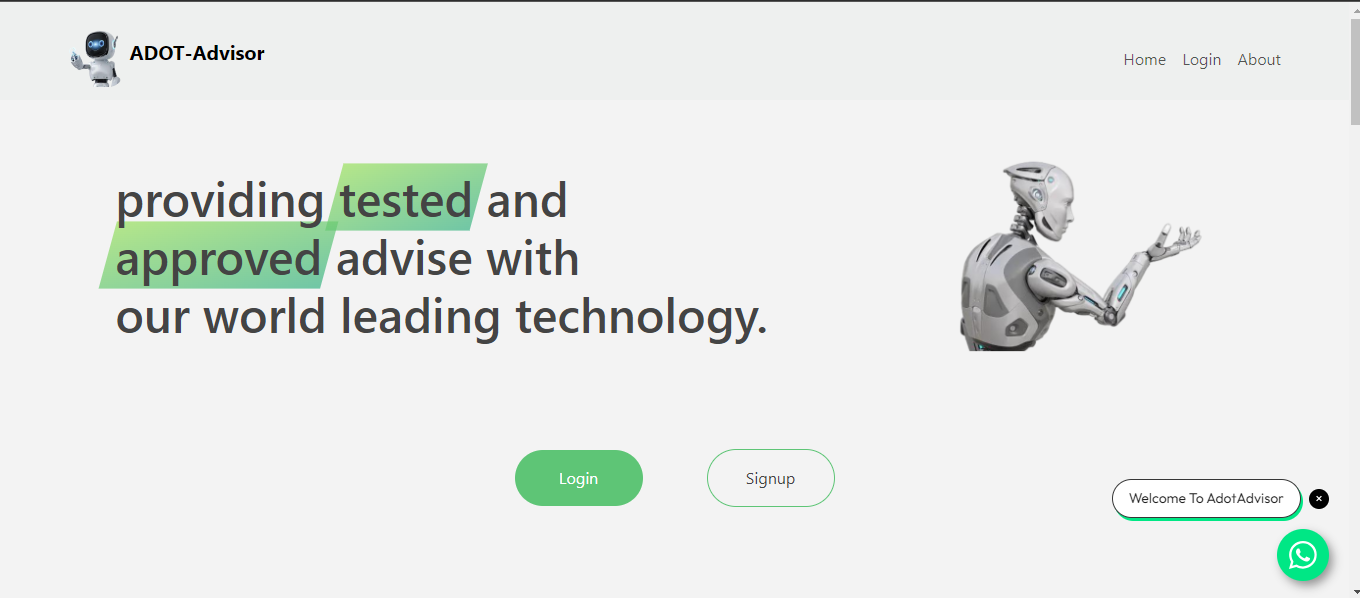 ADOT-Advisor
Home Login About
providing tested and
approved advise with
our world leading technology.
Login
Signup
Welcome To AdotAdvisor